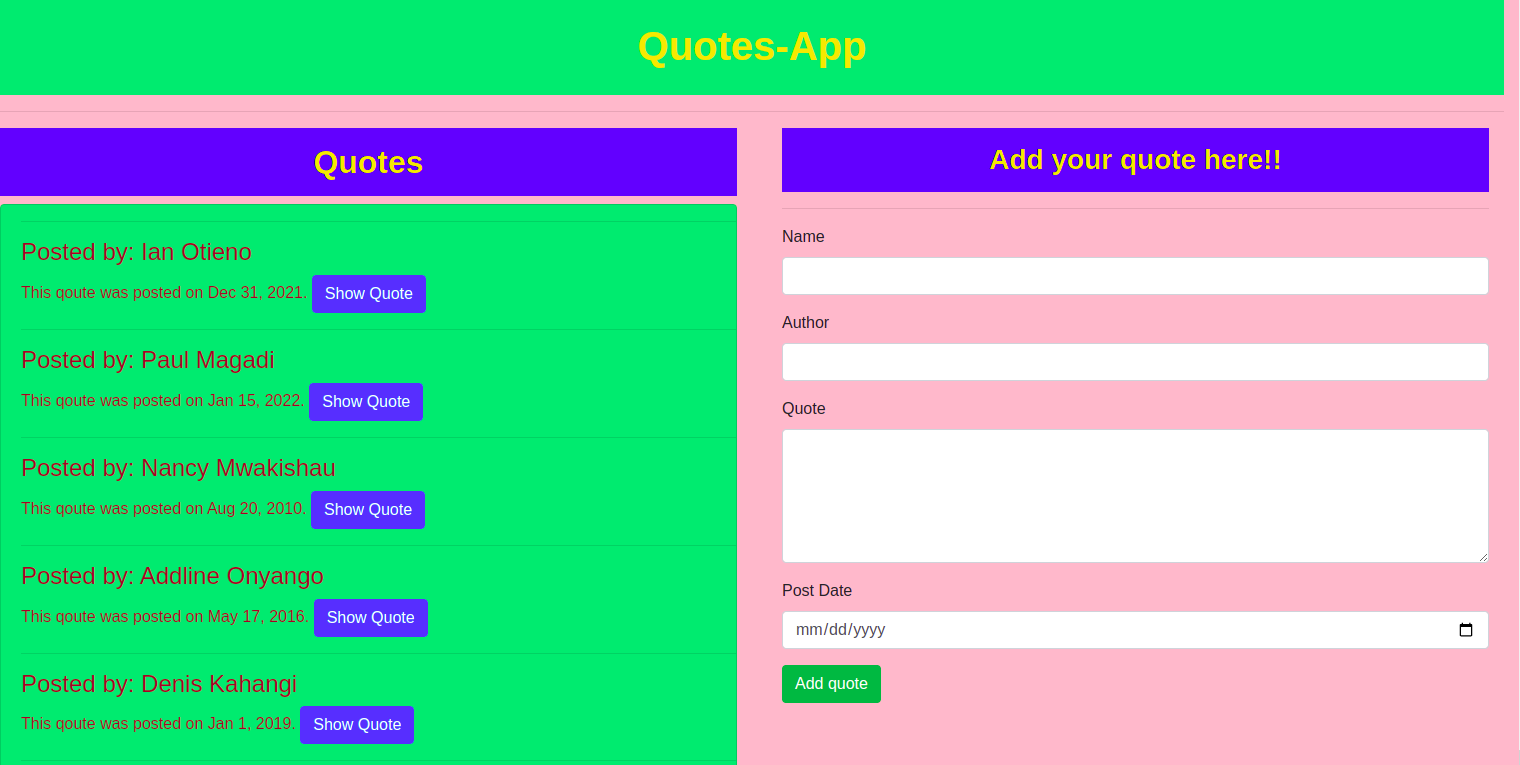 Quotes-App
Quotes
Posted by: Ian Otieno
This qoute was posted on Dec 31, 2021. Show Quote
Posted by: Paul Magadi
This qoute was posted on Jan 15, 2022. Show Quote
Posted by: Nancy Mwakishau
This qoute was posted on Aug 20, 2010. Show Quote
Posted by: Addline Onyango
This qoute was posted on May 17, 2016. Show Quote
Posted by: Denis Kahangi
This qoute was posted on Jan 1, 2019. Show Quote
Add your quote here!!
Name
Author
Quote
Post Date
mm/dd/yyyy
Add quote